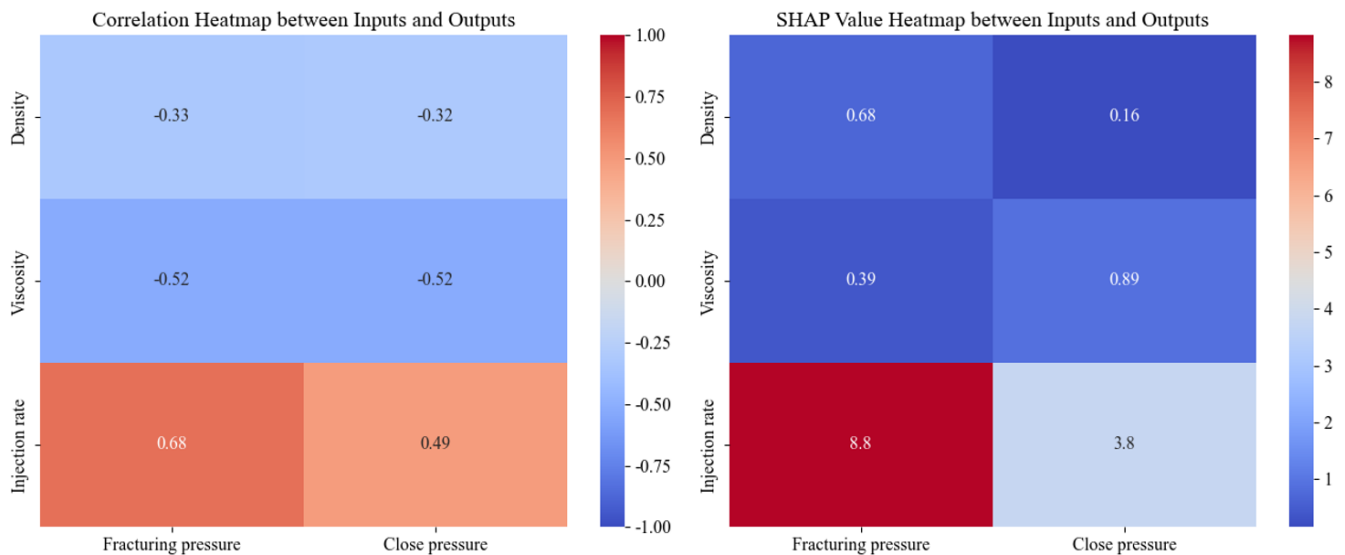 Correlation Heatmap between Inputs and Outputs
Density
Viscosity
Injection rate
-0.33
-0.32
-0.52
-0.52
0.68
0.49
Fracturing pressure
Close pressure
1.00
0.75
0.50
0.25
0.00
-0.25
-0.50
-0.75
-1.00
SHAP Value Heatmap between Inputs and Outputs
Density
Viscosity
Injection rate
0.68
0.16
0.39
0.89
8.8
3.8
Fracturing pressure
Close pressure
8
7
6
5
4
3
2
1